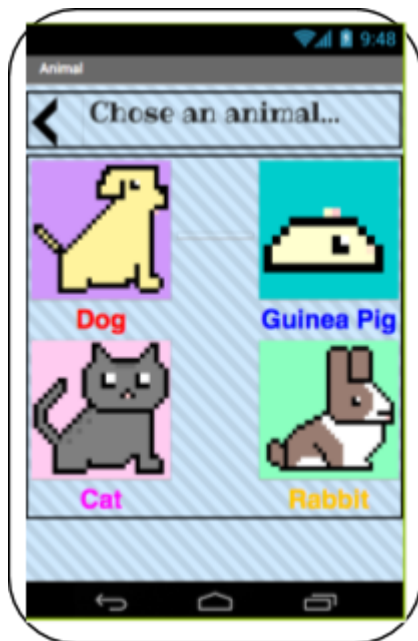 9:48
Animal
Chose an animal...
Dog
Guinea Pig
Cat
Rabbit